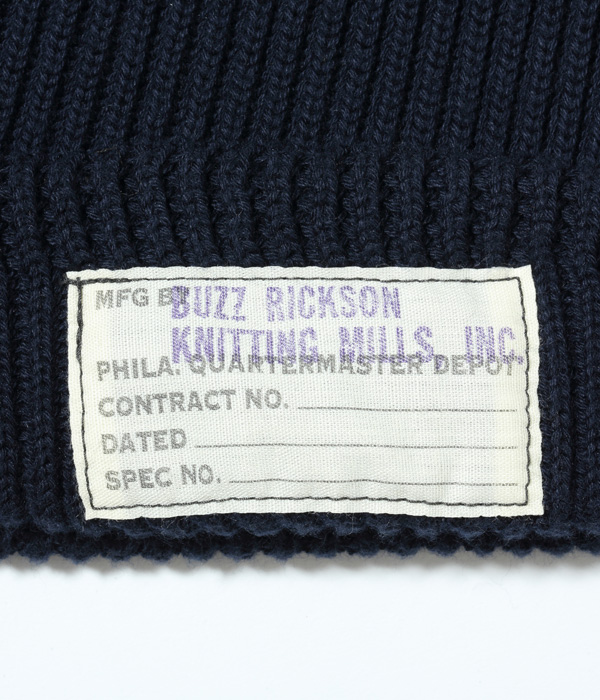 MFG BY BUZZ RICKSON
KNITTING MILLS, INC.
PHILA. QUARTERMASTER DEPOT
CONTRACT NO.
DATED
SPEC NO.